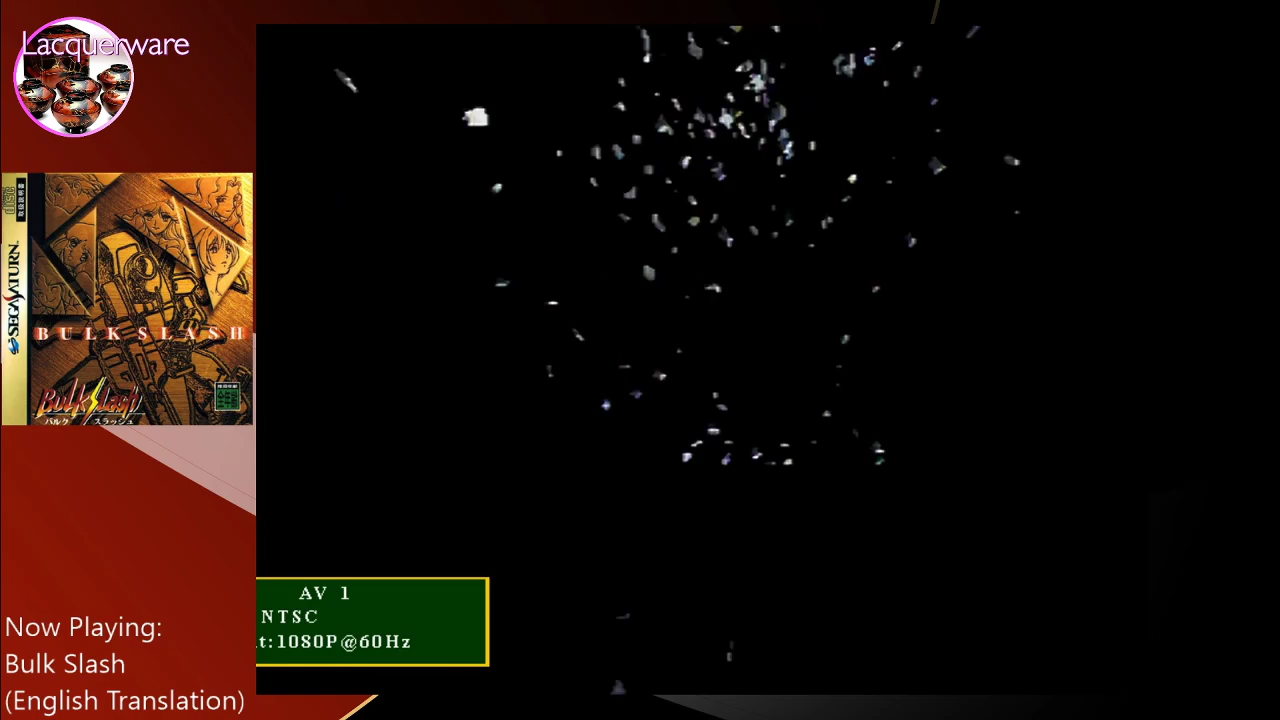 Lacquerware
SEGA SATURN
BULK SLASH
Bulk Slash
バルク スラッシュ
AV 1
NTSC
t:1080P@60Hz
Now Playing:
Bulk Slash
(English Translation)